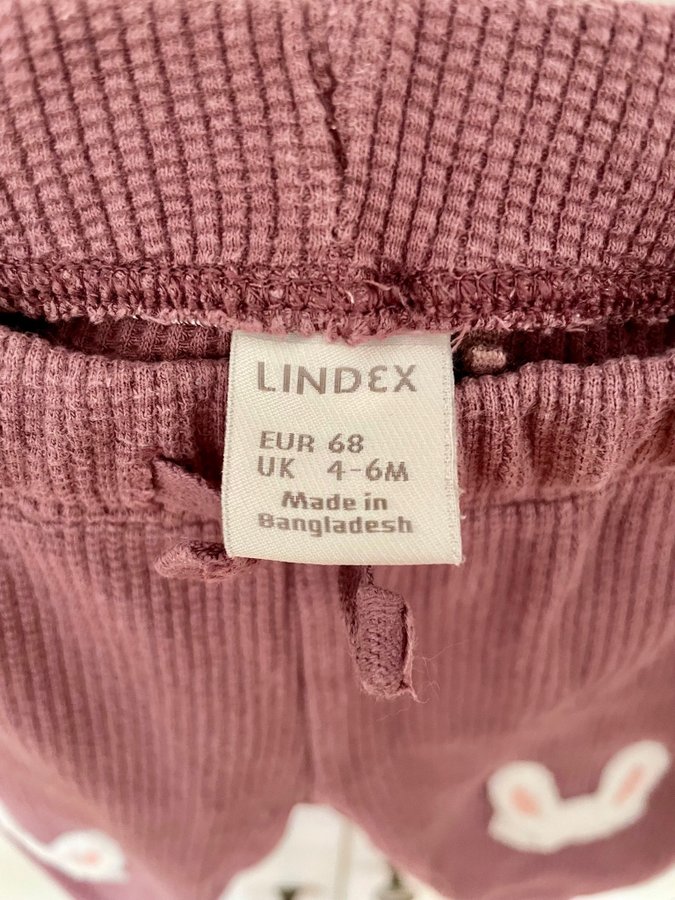 LINDEX
EUR 68
UK 4-6M
Made in
Bangladesh